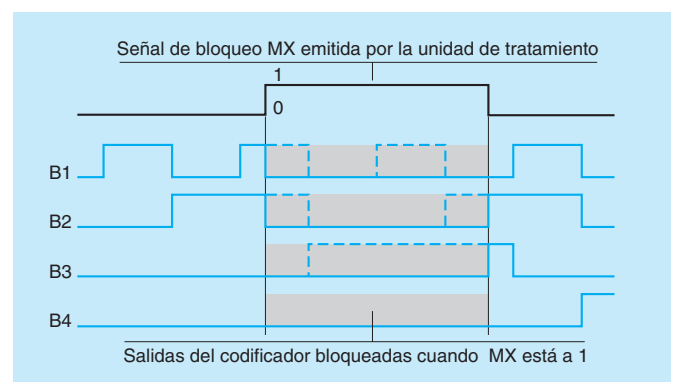 Señal de bloqueo MX emitida por la unidad de tratamiento
1
0
B1
B2
B3
B4
Salidas del codificador bloqueadas cuando MX está a 1